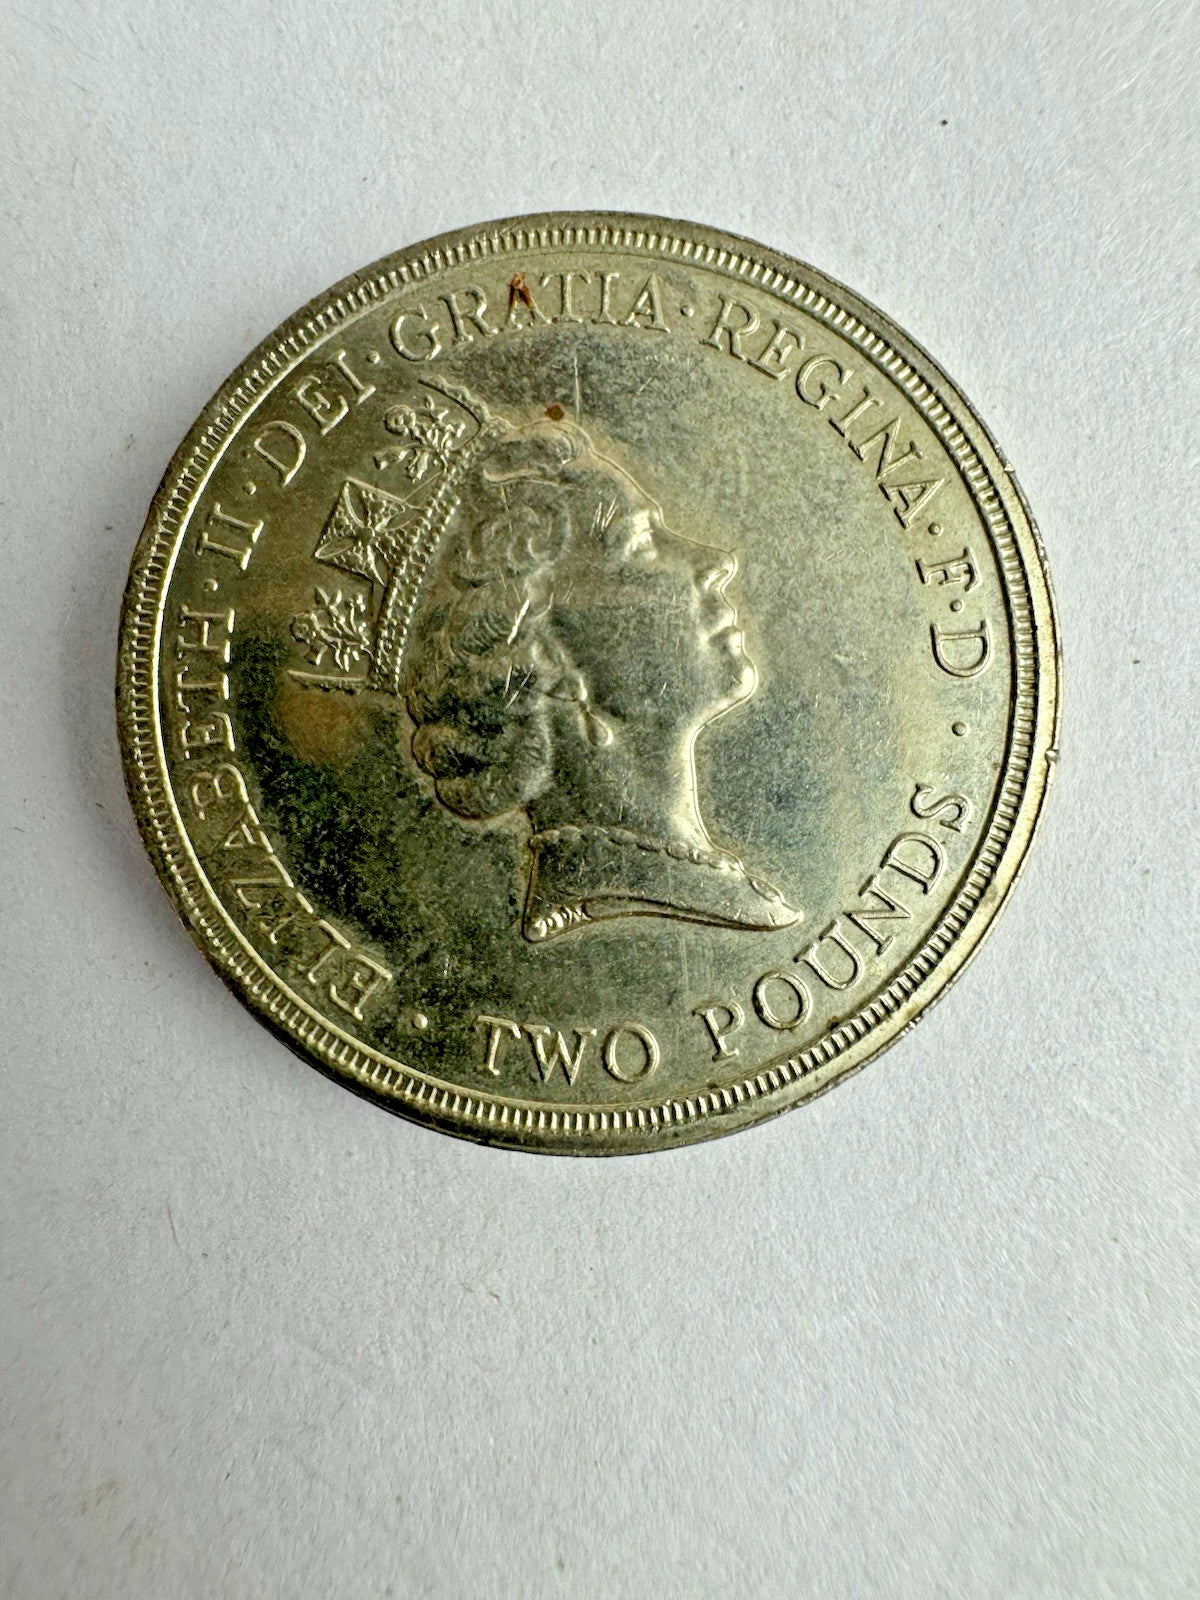 ELIZABETH·II·DEI·GRATIA·REGINA·F·D·
TWO POUNDS·